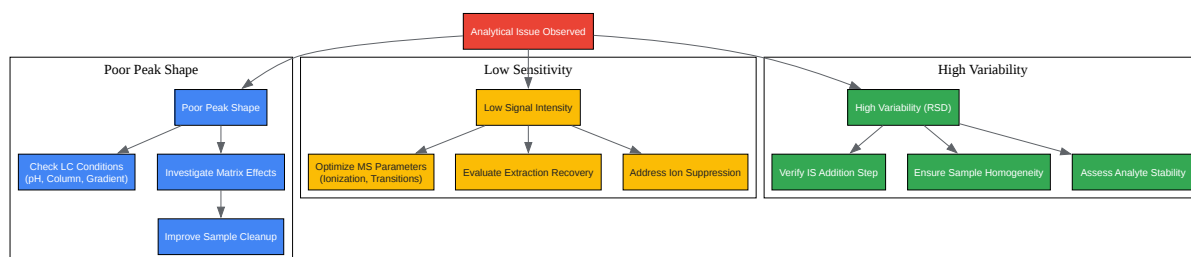 Analytical Issue Observed
Poor Peak Shape
Low Sensitivity
High Variability
Poor Peak Shape
Low Signal Intensity
High Variability (RSD)
Check LC Conditions
(pH, Column, Gradient)
Investigate Matrix Effects
Optimize MS Parameters
(Ionization, Transitions)
Evaluate Extraction Recovery
Address Ion Suppression
Verify IS Addition Step
Ensure Sample Homogeneity
Assess Analyte Stability
Improve Sample Cleanup